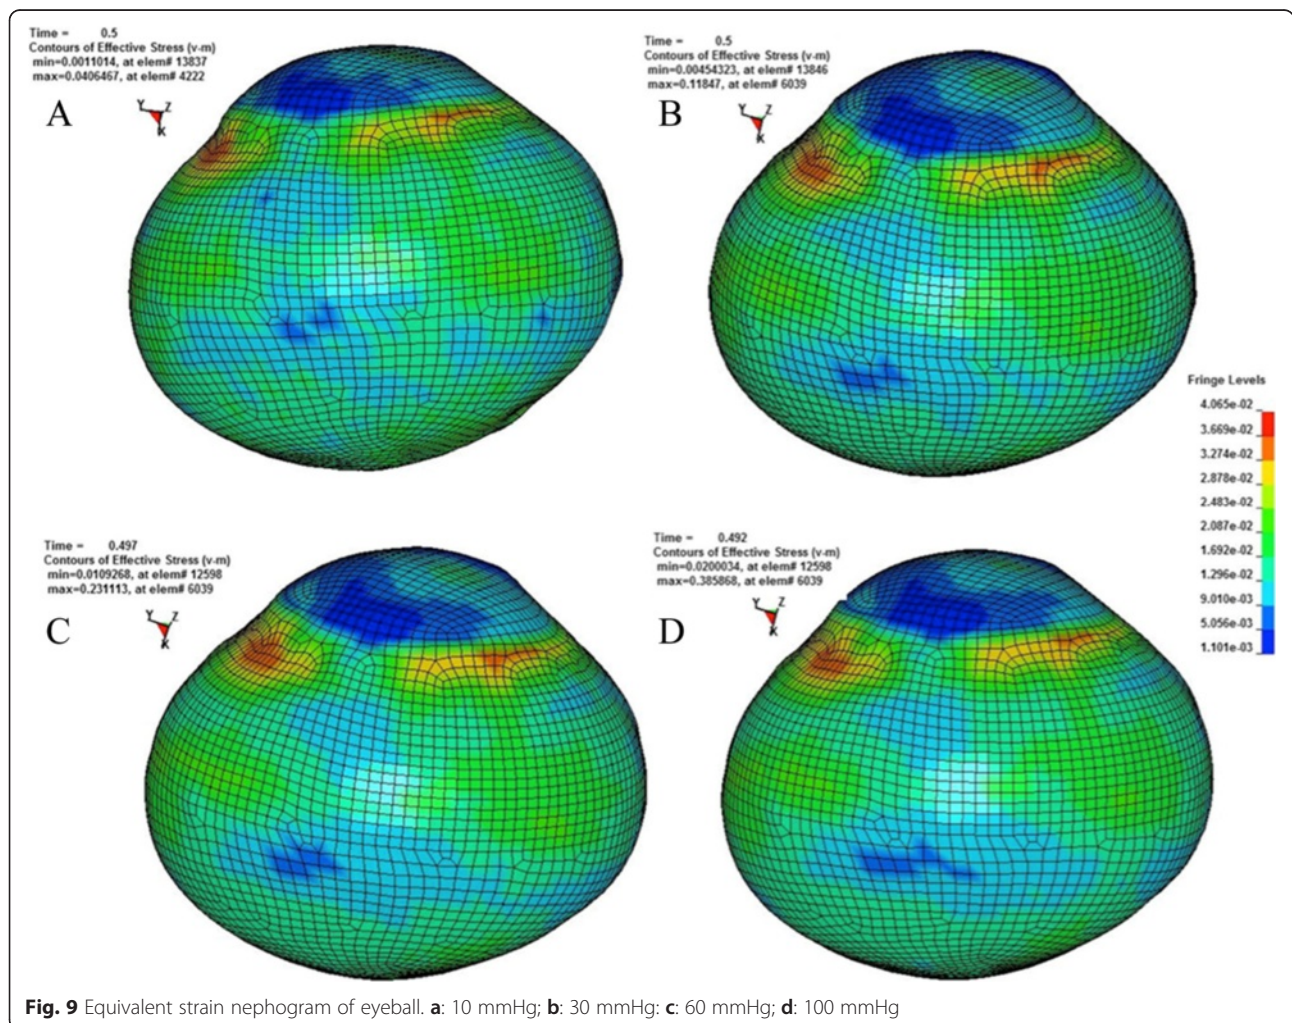 Time =      0.5
Contours of Effective Stress (v-m)
min=0.0011014, at elem# 13837
max=0.0406467, at elem# 4222
Y Z
X
A
Time =      0.5
Contours of Effective Stress (v-m)
min=0.00454323, at elem# 13846
max=0.11847, at elem# 6039
Y Z
X
B
Fringe Levels
4.065e-02
3.669e-02
3.274e-02
2.878e-02
2.483e-02
2.087e-02
1.692e-02
1.296e-02
9.010e-03
5.056e-03
1.101e-03
Time =      0.497
Contours of Effective Stress (v-m)
min=0.0109268, at elem# 12598
max=0.231113, at elem# 6039
Y Z
X
C
Time =      0.492
Contours of Effective Stress (v-m)
min=0.0200034, at elem# 12598
max=0.385868, at elem# 6039
Y Z
X
D
Fig. 9 Equivalent strain nephogram of eyeball. a: 10 mmHg; b: 30 mmHg: c: 60 mmHg; d: 100 mmHg